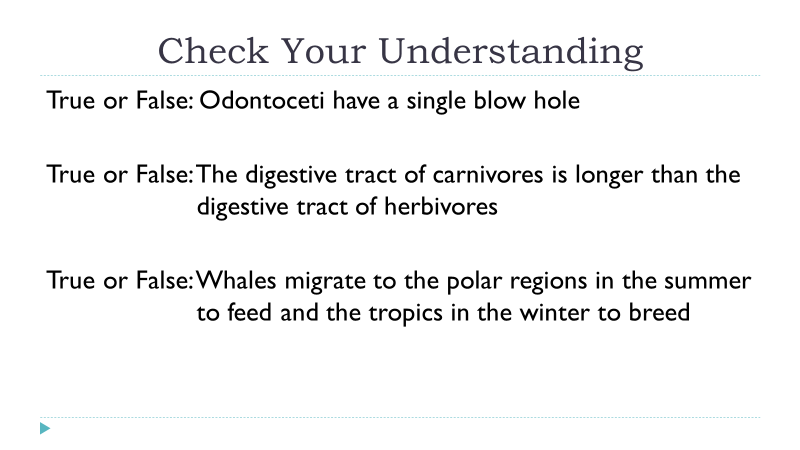 Check Your Understanding
True or False: Odontoceti have a single blow hole
True or False: The digestive tract of carnivores is longer than the
digestive tract of herbivores
True or False: Whales migrate to the polar regions in the summer
to feed and the tropics in the winter to breed